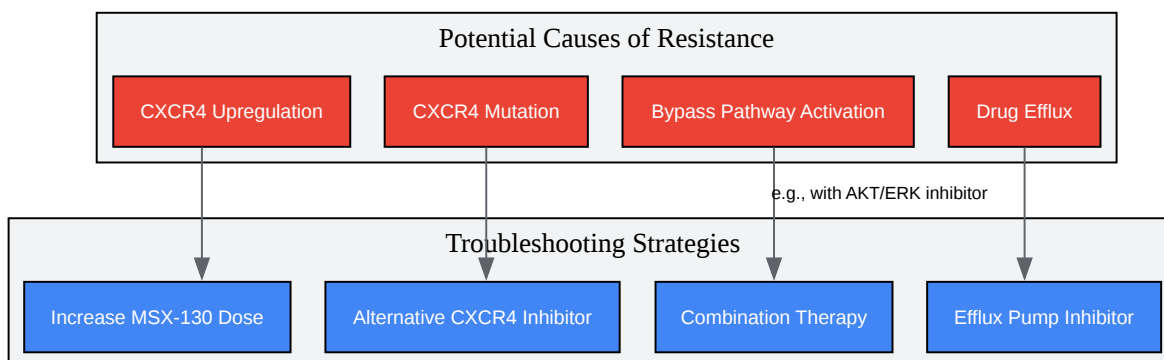 Potential Causes of Resistance
CXCR4 Upregulation
CXCR4 Mutation
Bypass Pathway Activation
Drug Efflux
e.g., with AKT/ERK inhibitor
Troubleshooting Strategies
Increase MSX-130 Dose
Alternative CXCR4 Inhibitor
Combination Therapy
Efflux Pump Inhibitor